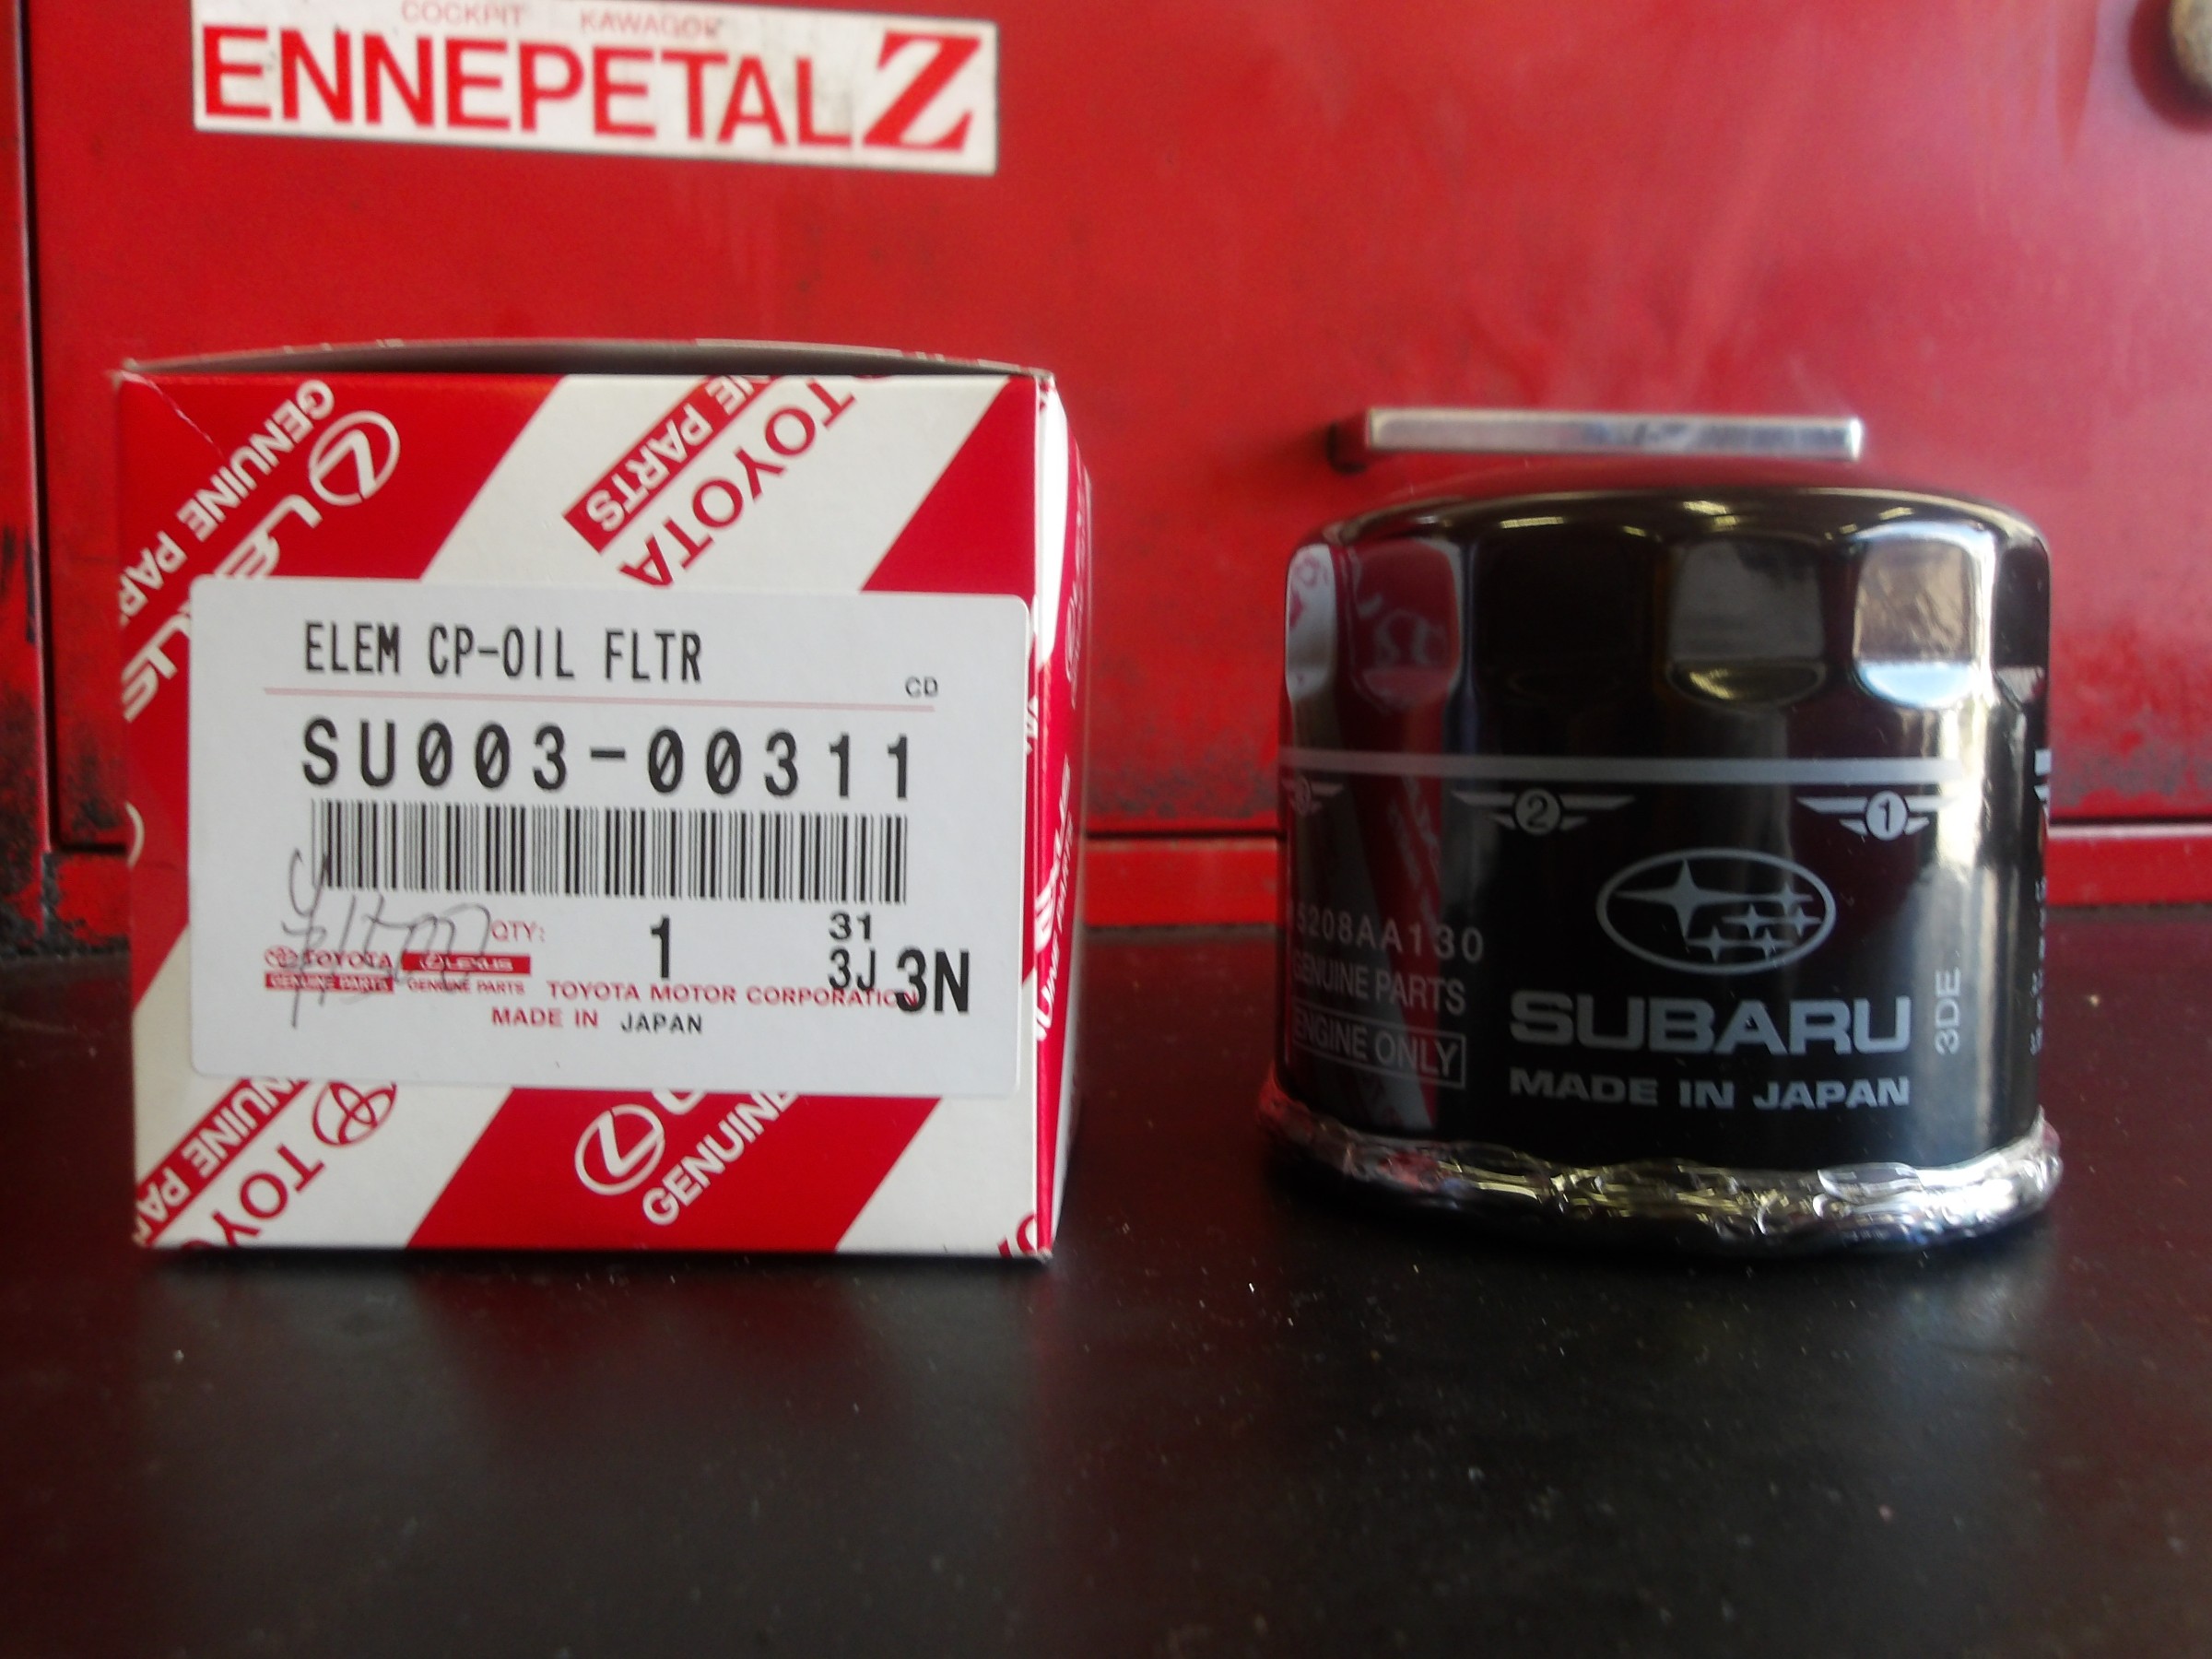 COCKPIT KAWAGOE
ENNEPETAL Z
GENUINE PARTS
TOYOTA
ELEM CP-OIL FLTR
CD
SU003-00311
QTY:
1
31
3J 3N
TOYOTA LEXUS
GENUINE PARTS GENUINE PARTS
TOYOTA MOTOR CORPORATION
MADE IN JAPAN
GENUINE
2
1
5208AA130
GENUINE PARTS
ENGINE ONLY
SUBARU
MADE IN JAPAN
3DE